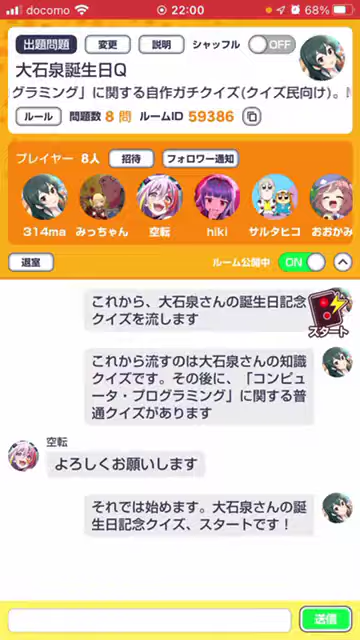 docomo 22:00 68%
出題問題 変更 説明 シャッフル OFF
大石泉誕生日Q
グラミング」に関する自作ガチクイズ(クイズ民向け)。
ルール 問題数 8 問 ルームID 59386
プレイヤー 8人 招待 フォロワー通知
314ma みっちゃん 空転 hiki サルタヒコ おおかみ
退室 ルーム公開中 ON
これから、大石泉さんの誕生日記念
クイズを流します
スタート
これから流すのは大石泉さんの知識
クイズです。その後に、「コンピュ
ータ・プログラミング」に関する普
通クイズがあります
空転
よろしくお願いします
それでは始めます。大石泉さんの誕
生日記念クイズ、スタートです！
送信